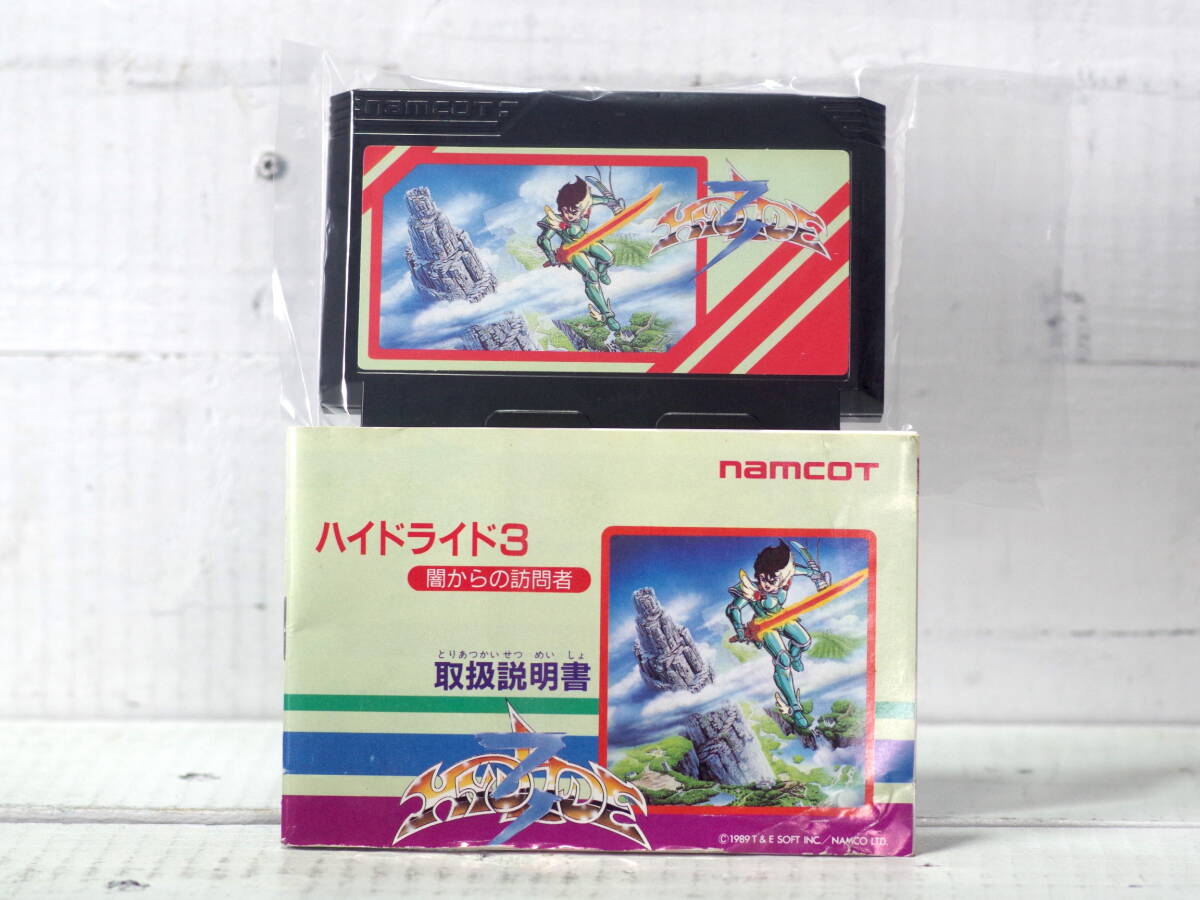 namcoT
HYDLIDE 3
namcoT
ハイドライド3
闇からの訪問者
とりあつかいせつ めい しょ
取扱説明書
HYDLIDE 3
©1989 T & E SOFT INC./NAMCO LTD.